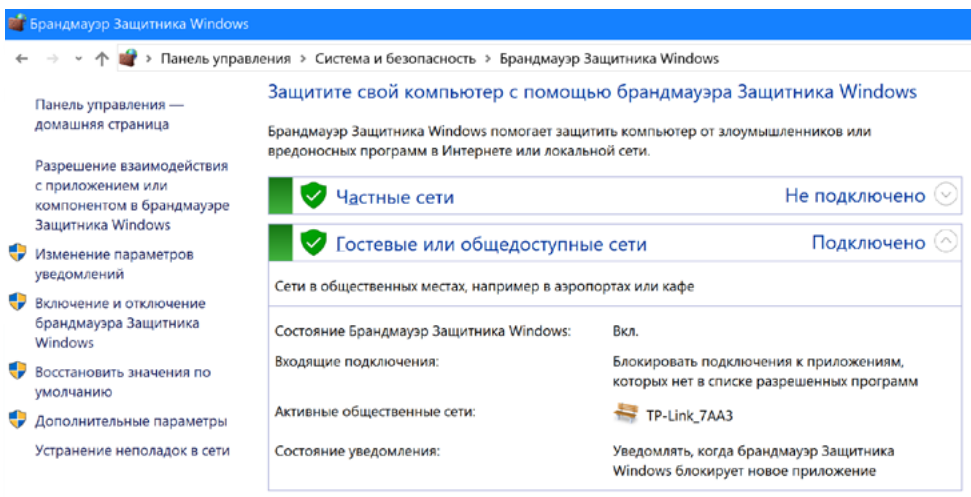 Брандмауэр Защитника Windows
Панель управления > Система и безопасность > Брандмауэр Защитника Windows
Панель управления —
домашняя страница
Разрешение взаимодействия
с приложением или
компонентом в брандмауэре
Защитника Windows
Изменение параметров
уведомлений
Включение и отключение
брандмауэра Защитника
Windows
Восстановить значения по
умолчанию
Дополнительные параметры
Устранение неполадок в сети
Защитите свой компьютер с помощью брандмауэра Защитника Windows
Брандмауэр Защитника Windows помогает защитить компьютер от злоумышленников или
вредоносных программ в Интернете или локальной сети.
Частные сети Не подключено
Гостевые или общедоступные сети Подключено
Сети в общественных местах, например в аэропортах или кафе
Состояние Брандмауэр Защитника Windows: Вкл.
Входящие подключения: Блокировать подключения к приложениям,
которых нет в списке разрешенных программ
Активные общественные сети: TP-Link_7AA3
Состояние уведомления: Уведомлять, когда брандмауэр Защитника
Windows блокирует новое приложение